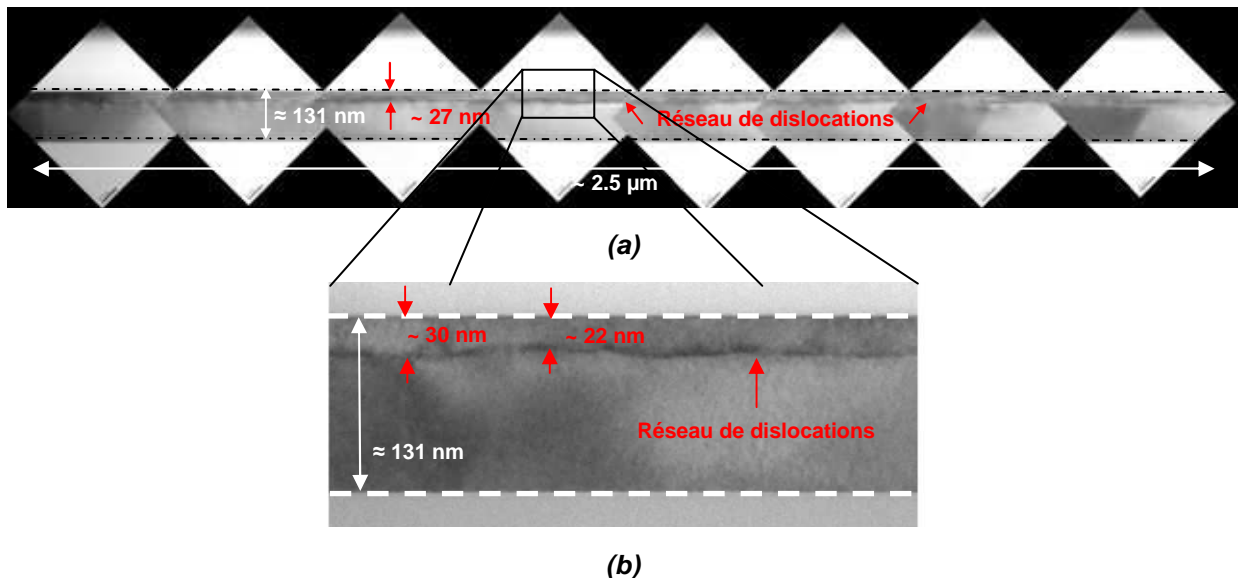 ≈ 131 nm
~ 27 nm
Réseau de dislocations
~ 2.5 µm
(a)
~ 30 nm
~ 22 nm
Réseau de dislocations
≈ 131 nm
(b)